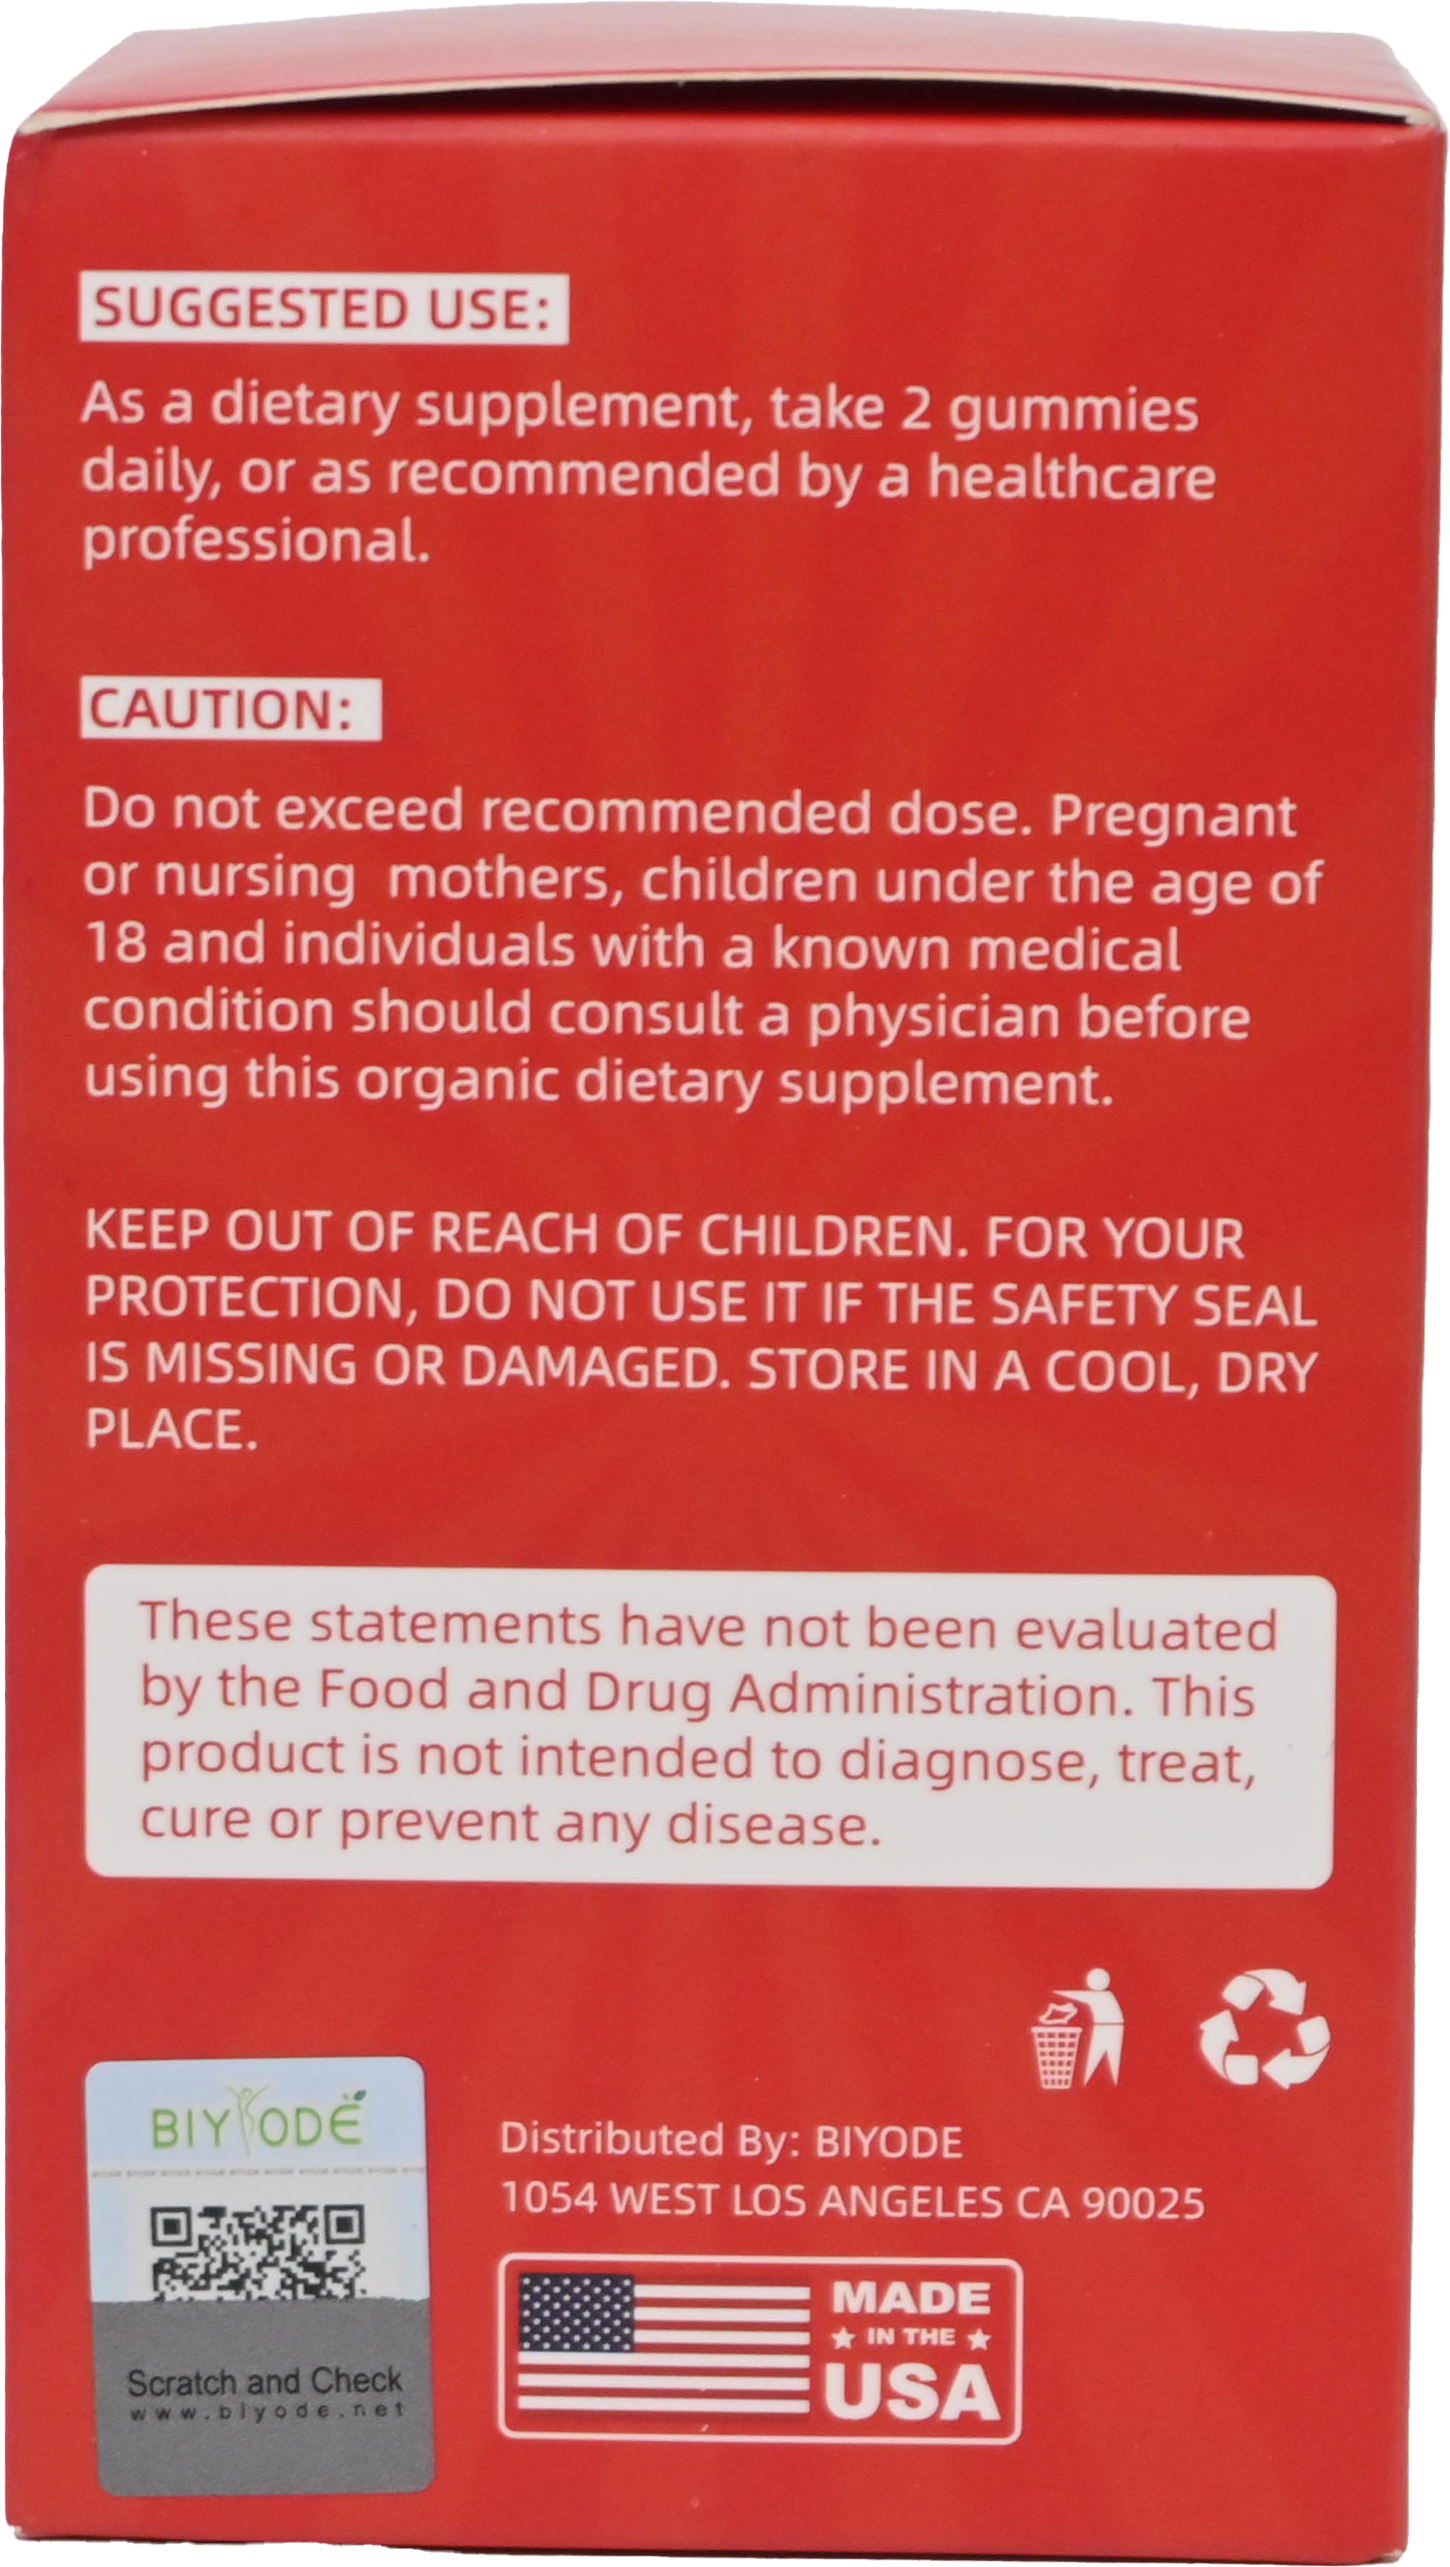 SUGGESTED USE:
As a dietary supplement, take 2 gummies
daily, or as recommended by a healthcare
professional.
CAUTION:
Do not exceed recommended dose. Pregnant
or nursing mothers, children under the age of
18 and individuals with a known medical
condition should consult a physician before
using this organic dietary supplement.
KEEP OUT OF REACH OF CHILDREN. FOR YOUR
PROTECTION, DO NOT USE IT IF THE SAFETY SEAL
IS MISSING OR DAMAGED. STORE IN A COOL, DRY
PLACE.
These statements have not been evaluated
by the Food and Drug Administration. This
product is not intended to diagnose, treat,
cure or prevent any disease.
BIYODE
Scratch and Check
www.biyode.net
Distributed By: BIYODE
1054 WEST LOS ANGELES CA 90025
MADE
IN THE
USA